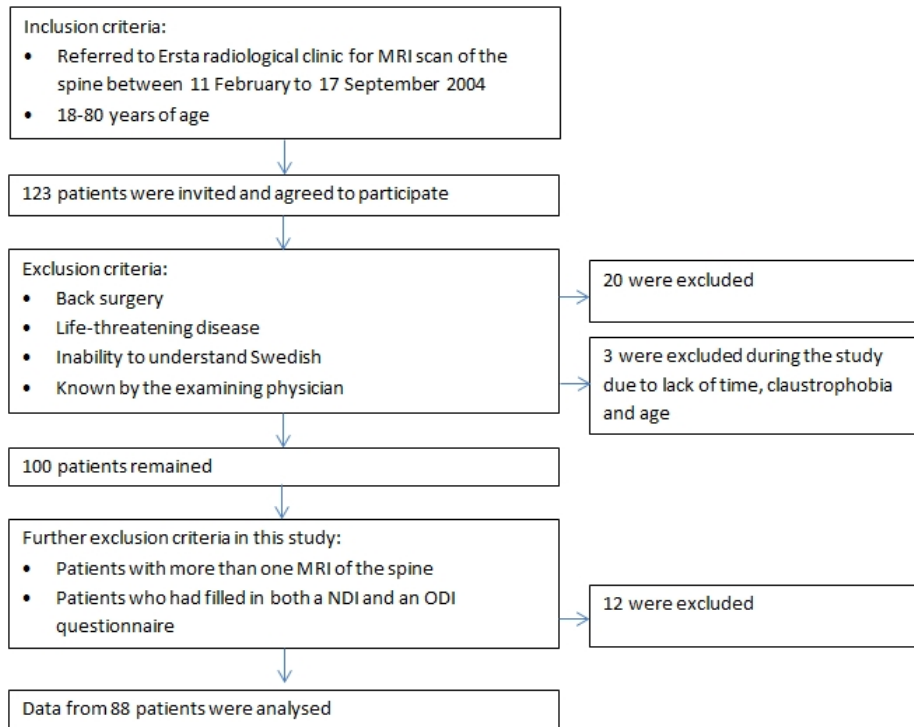 Inclusion criteria:
• Referred to Ersta radiological clinic for MRI scan of the
spine between 11 February to 17 September 2004
• 18-80 years of age
123 patients were invited and agreed to participate
Exclusion criteria:
• Back surgery
• Life-threatening disease
• Inability to understand Swedish
• Known by the examining physician
20 were excluded
3 were excluded during the study
due to lack of time, claustrophobia
and age
100 patients remained
Further exclusion criteria in this study:
• Patients with more than one MRI of the spine
• Patients who had filled in both a NDI and an ODI
questionnaire
12 were excluded
Data from 88 patients were analysed